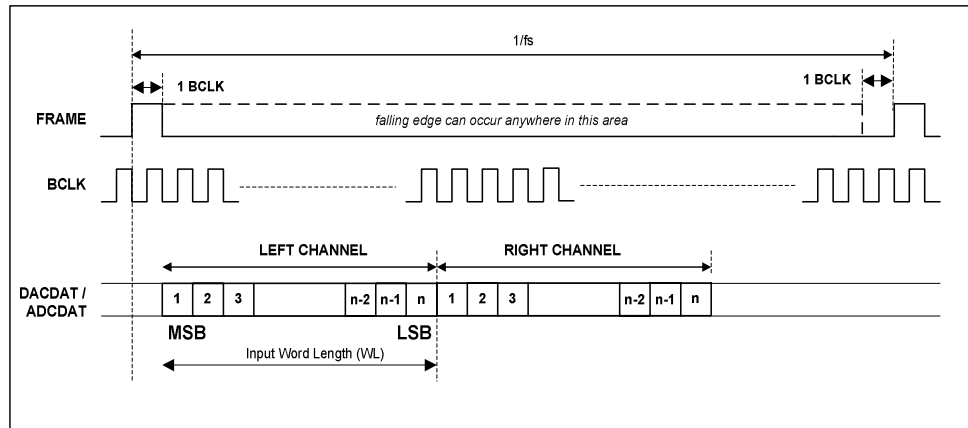 1/fs
1 BCLK
1 BCLK
FRAME
falling edge can occur anywhere in this area
BCLK
LEFT CHANNEL
RIGHT CHANNEL
DACDAT /
ADCDAT
1 2 3 n-2 n-1 n 1 2 3 n-2 n-1 n
MSB
LSB
Input Word Length (WL)